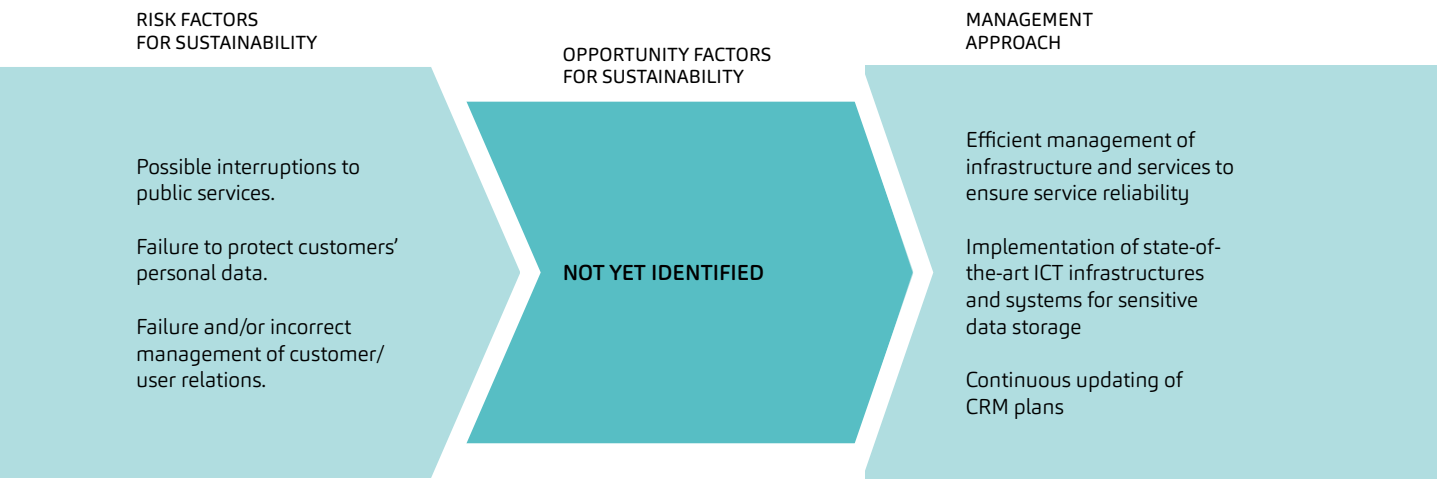 RISK FACTORS
FOR SUSTAINABILITY
Possible interruptions to
public services.
Failure to protect customers’
personal data.
Failure and/or incorrect
management of customer/
user relations.
OPPORTUNITY FACTORS
FOR SUSTAINABILITY
NOT YET IDENTIFIED
MANAGEMENT
APPROACH
Efficient management of
infrastructure and services to
ensure service reliability
Implementation of state-of-
the-art ICT infrastructures
and systems for sensitive
data storage
Continuous updating of
CRM plans